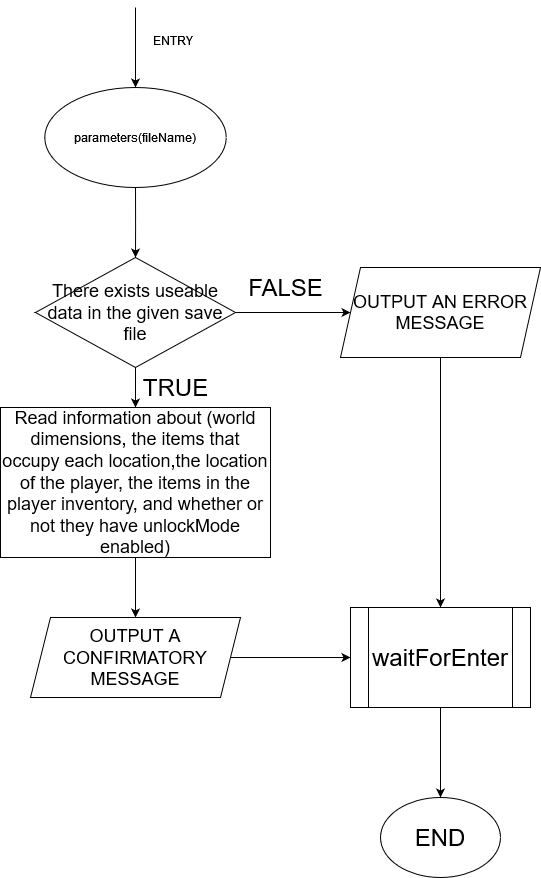 ENTRY
parameters(fileName)
There exists useable
data in the given save
file
FALSE
OUTPUT AN ERROR
MESSAGE
TRUE
Read information about (world
dimensions, the items that
occupy each location,the location
of the player, the items in the
player inventory, and whether or
not they have unlockMode
enabled)
OUTPUT A
CONFIRMATORY
MESSAGE
waitForEnter
END